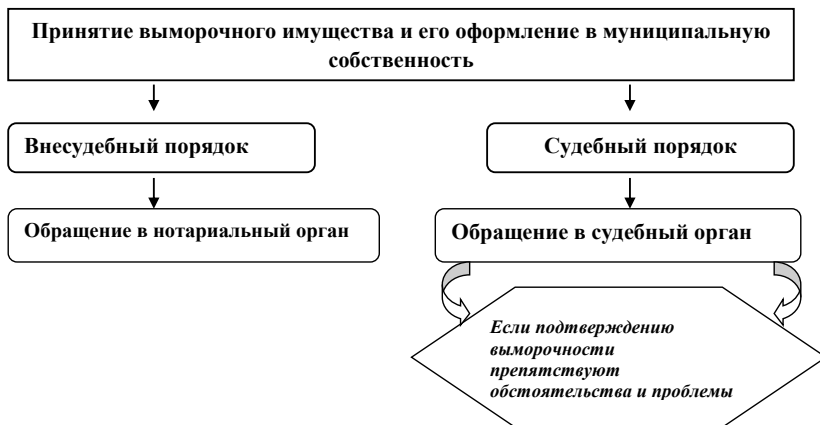 Принятие выморочного имущества и его оформление в муниципальную
собственность
Внесудебный порядок
Судебный порядок
Обращение в нотариальный орган
Обращение в судебный орган
Если подтверждению
выморочности
препятствуют
обстоятельства и проблемы